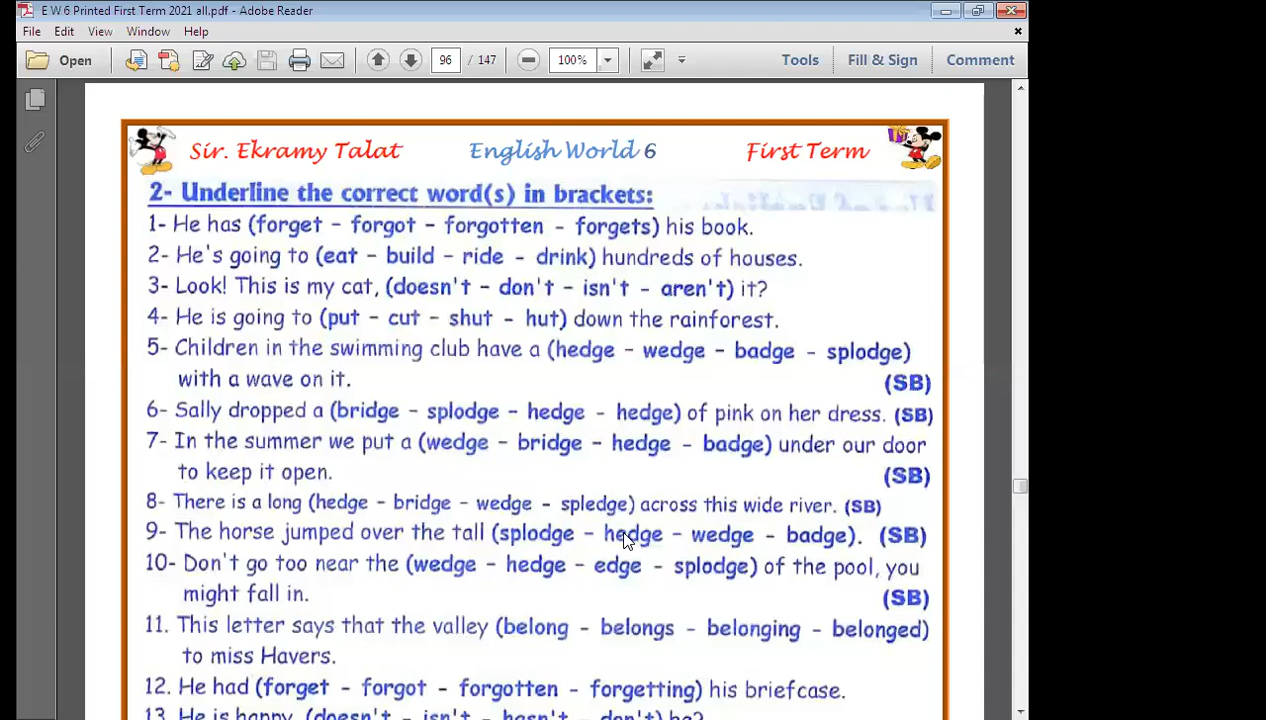 E W 6 Printed First Term 2021 all.pdf - Adobe Reader
File Edit View Window Help
Open 96 / 147 100% Tools Fill & Sign Comment
Sir. Ekramy Talat English World 6 First Term
2- Underline the correct word(s) in brackets:
1- He has (forget - forgot - forgotten - forgets) his book.
2- He's going to (eat - build - ride - drink) hundreds of houses.
3- Look! This is my cat, (doesn't - don't - isn't - aren't) it?
4- He is going to (put - cut - shut - hut) down the rainforest.
5- Children in the swimming club have a (hedge - wedge - badge - splodge)
with a wave on it. (SB)
6- Sally dropped a (bridge - splodge - hedge - hedge) of pink on her dress. (SB)
7- In the summer we put a (wedge - bridge - hedge - badge) under our door
to keep it open. (SB)
8- There is a long (hedge - bridge - wedge - spledge) across this wide river. (SB)
9- The horse jumped over the tall (splodge - hedge - wedge - badge). (SB)
10- Don't go too near the (wedge - hedge - edge - splodge) of the pool, you
might fall in. (SB)
11. This letter says that the valley (belong - belongs - belonging - belonged)
to miss Havers.
12. He had (forget - forgot - forgotten - forgetting) his briefcase.
13. He is happy, (doesn't - isn't - hasn't - don't) he?